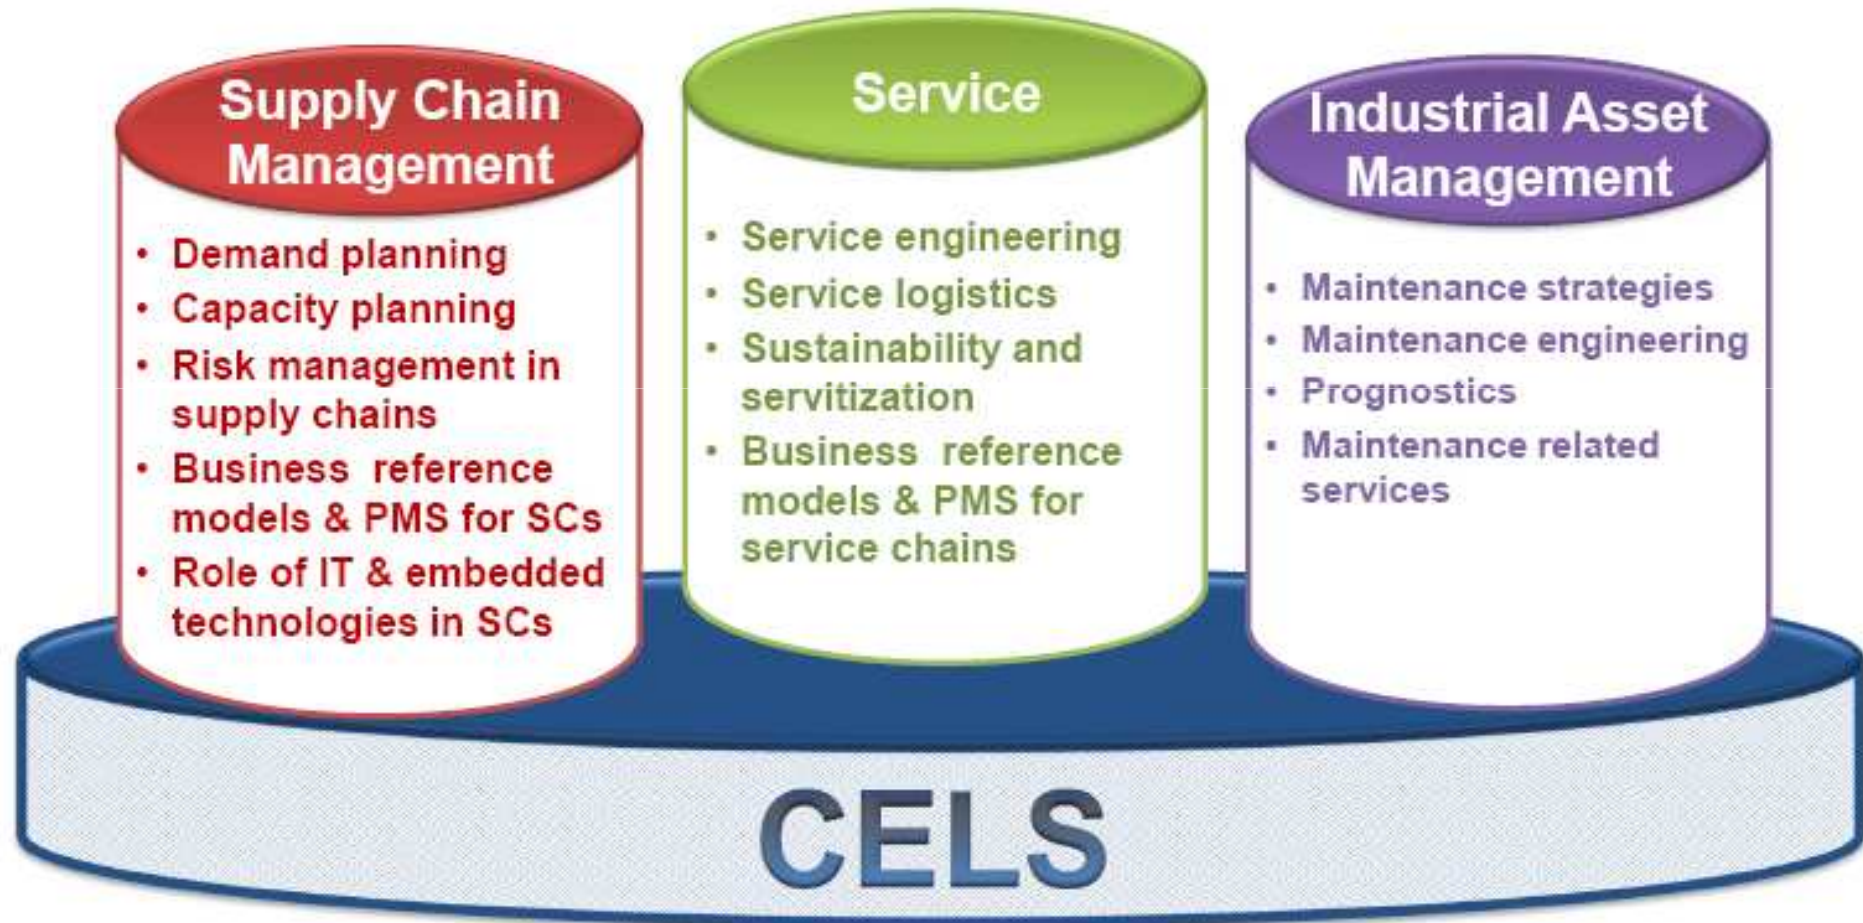 Supply Chain
Management
• Demand planning
• Capacity planning
• Risk management in
supply chains
• Business reference
models & PMS for SCs
• Role of IT & embedded
technologies in SCs
Service
• Service engineering
• Service logistics
• Sustainability and
servitization
• Business reference
models & PMS for
service chains
Industrial Asset
Management
• Maintenance strategies
• Maintenance engineering
• Prognostics
• Maintenance related
services
CELS